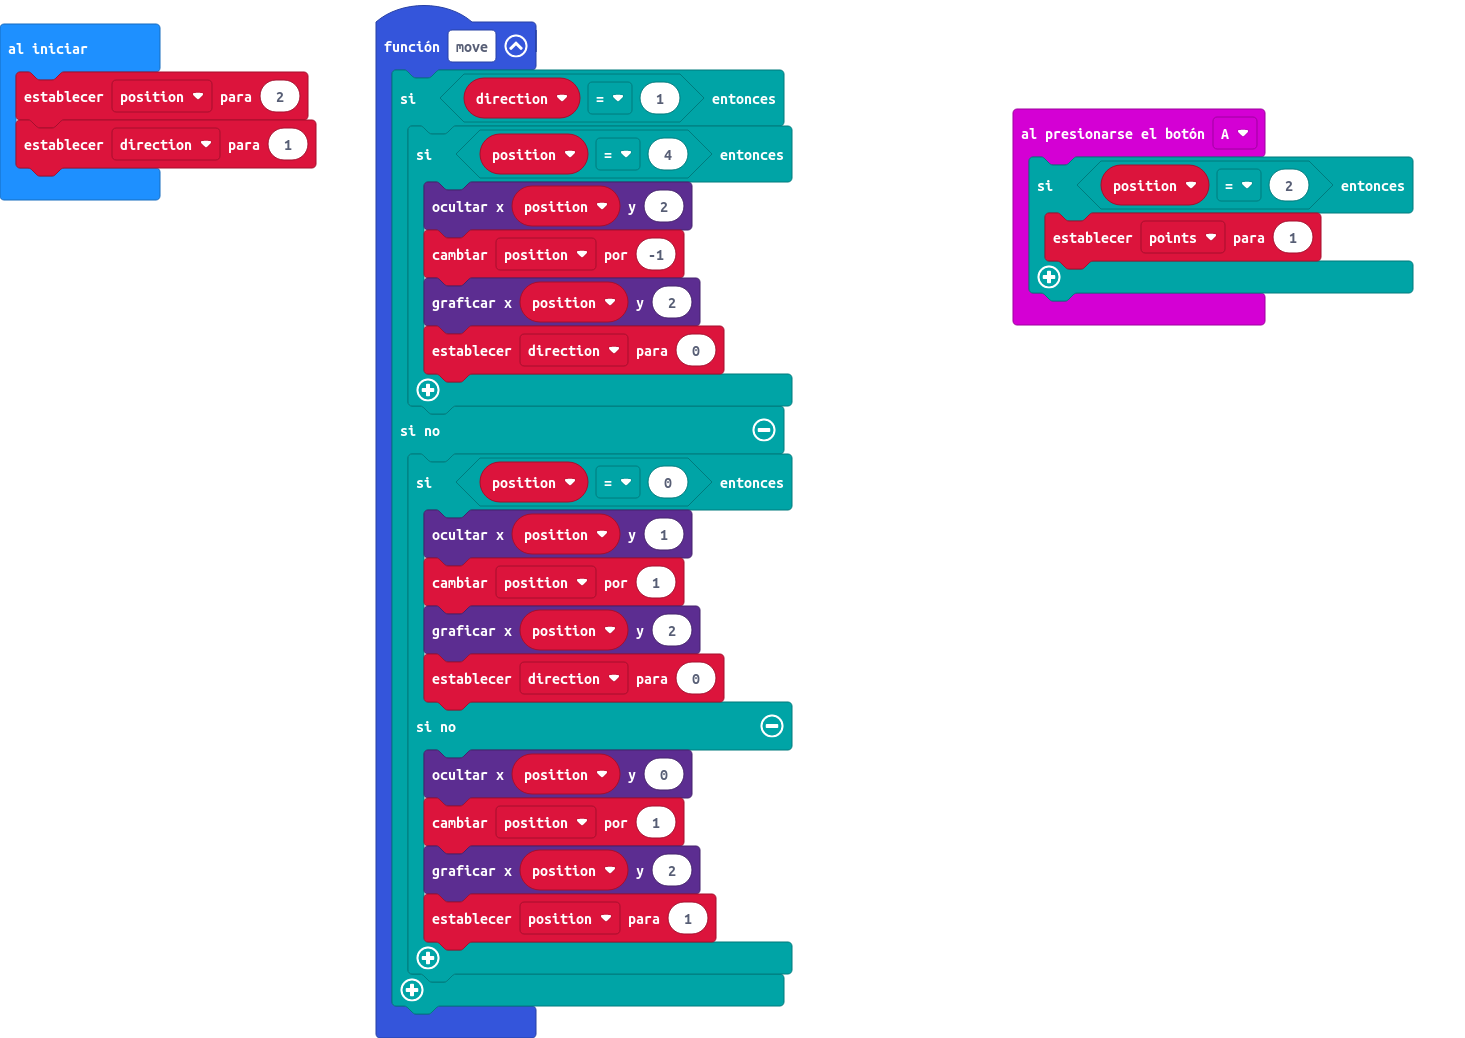 al iniciar
establecer position para 2
establecer direction para 1
función move
si direction = 1 entonces
si position = 4 entonces
ocultar x position y 2
cambiar position por -1
graficar x position y 2
establecer direction para 0
si no
si position = 0 entonces
ocultar x position y 1
cambiar position por 1
graficar x position y 2
establecer direction para 0
si no
ocultar x position y 0
cambiar position por 1
graficar x position y 2
establecer position para 1
al presionarse el botón A
si position = 2 entonces
establecer points para 1